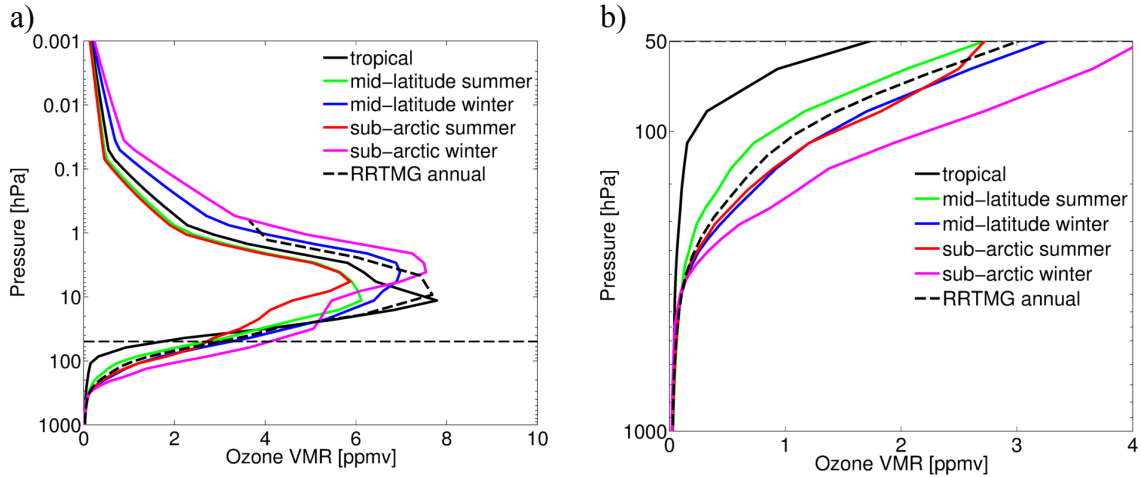 a)
0.001
0.01
0.1
1
10
100
1000
Pressure [hPa]
0
2
4
6
8
10
Ozone VMR [ppmv]
tropical
mid−latitude summer
mid−latitude winter
sub−arctic summer
sub−arctic winter
RRTMG annual
b)
50
100
1000
Pressure [hPa]
0
1
2
3
4
Ozone VMR [ppmv]
tropical
mid−latitude summer
mid−latitude winter
sub−arctic summer
sub−arctic winter
RRTMG annual